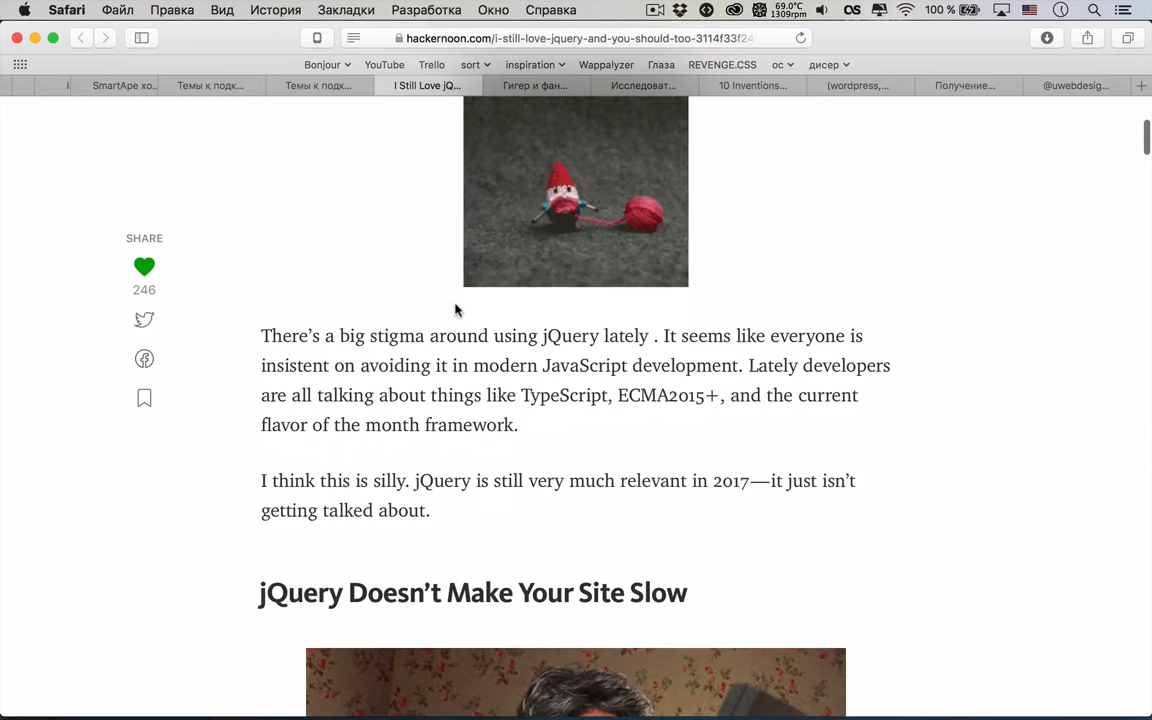 Safari Файл Правка Вид История Закладки Разработка Окно Справка 69.0°C 1309rpm 100 %
hackernoon.com/i-still-love-jquery-and-you-should-too-3114f33f24
Bonjour YouTube Trello sort inspiration Wappalyzer Глаза REVENGE.CSS ос дисер
SmartApe хо... Темы к подк... Темы к подк... I Still Love jQ... Гигер и фан... Исследоват... 10 Inventions... (wordpress,... Получение... @uwebdesig...
SHARE
246
There’s a big stigma around using jQuery lately . It seems like everyone is
insistent on avoiding it in modern JavaScript development. Lately developers
are all talking about things like TypeScript, ECMA2015+, and the current
flavor of the month framework.
I think this is silly. jQuery is still very much relevant in 2017—it just isn’t
getting talked about.
jQuery Doesn’t Make Your Site Slow